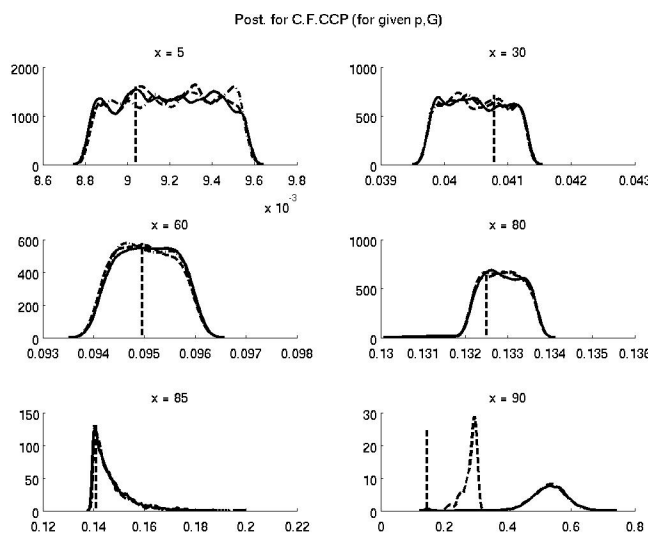 Post. for C.F.CCP (for given p,G)
x = 5
2000
1000
0
8.6 8.8 9 9.2 9.4 9.6 9.8
x 10⁻³
x = 30
1000
500
0
0.039 0.04 0.041 0.042 0.043
x = 60
600
400
200
0
0.093 0.094 0.095 0.096 0.097 0.098
x = 80
1000
500
0
0.13 0.131 0.132 0.133 0.134 0.135 0.136
x = 85
150
100
50
0
0.12 0.14 0.16 0.18 0.2 0.22
x = 90
30
20
10
0
0 0.2 0.4 0.6 0.8